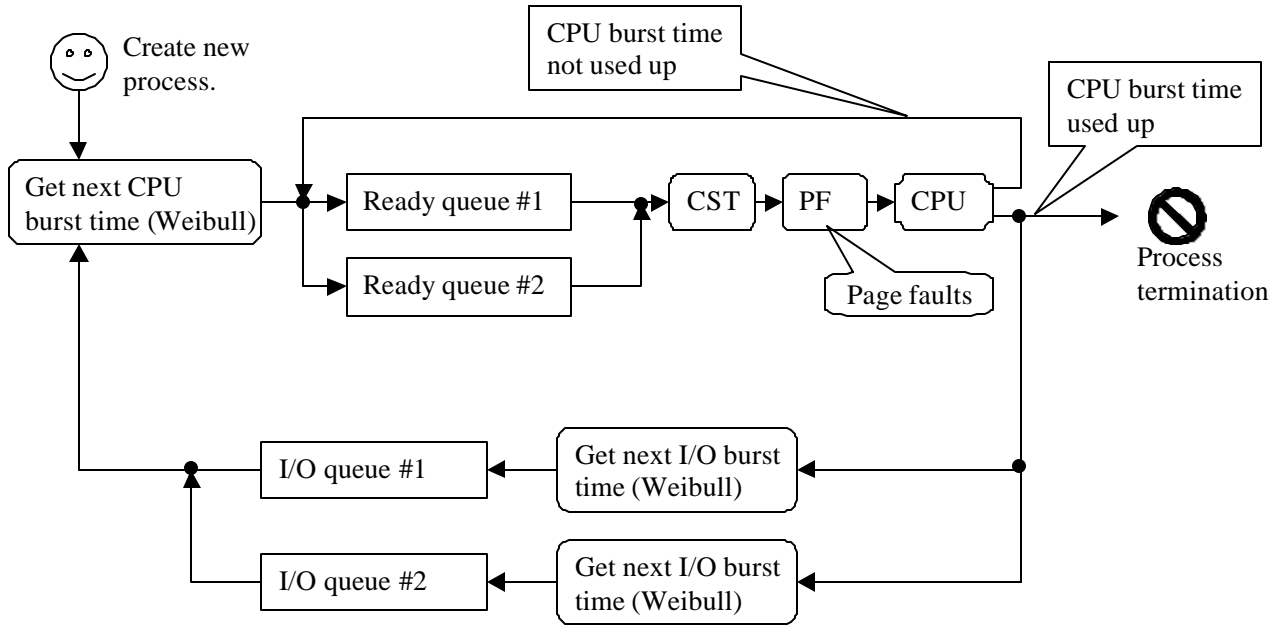 Create new
process.
CPU burst time
not used up
CPU burst time
used up
Get next CPU
burst time (Weibull)
Ready queue #1
CST
PF
CPU
Ready queue #2
Page faults
Process
termination
I/O queue #1
Get next I/O burst
time (Weibull)
I/O queue #2
Get next I/O burst
time (Weibull)